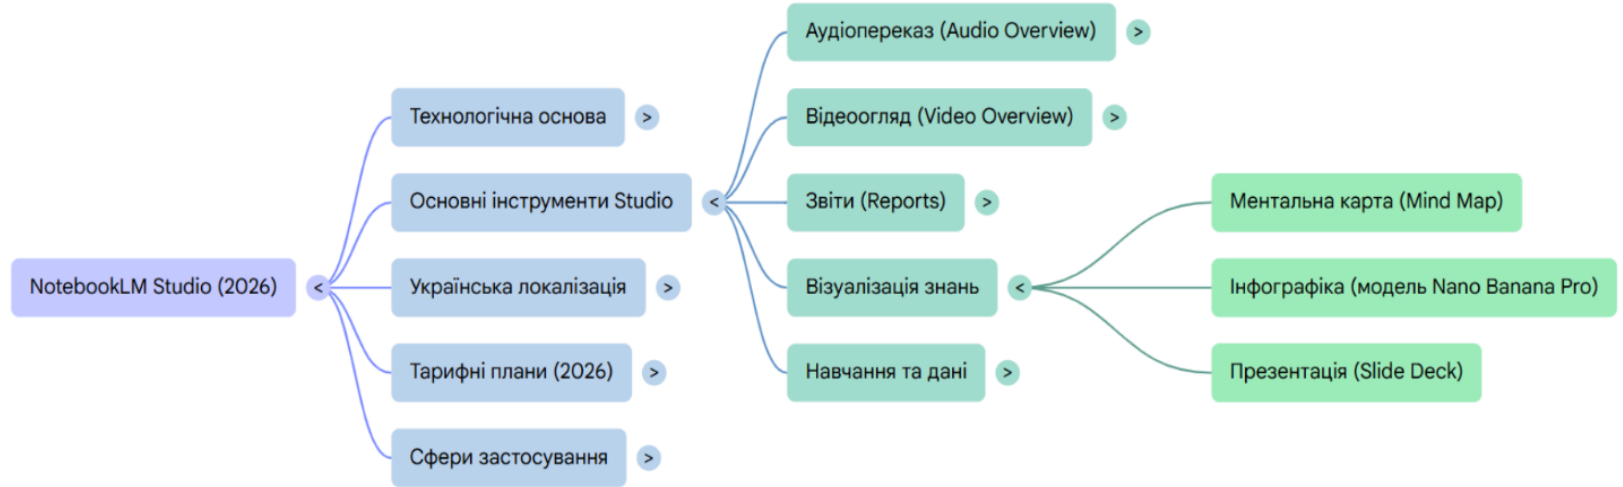 NotebookLM Studio (2026)
<
Технологічна основа
>
Основні інструменти Studio
<
Українська локалізація
>
Тарифні плани (2026)
>
Сфери застосування
>
Аудіопереказ (Audio Overview)
>
Відеоогляд (Video Overview)
>
Звіти (Reports)
>
Візуалізація знань
<
Навчання та дані
>
Ментальна карта (Mind Map)
Інфографіка (модель Nano Banana Pro)
Презентація (Slide Deck)